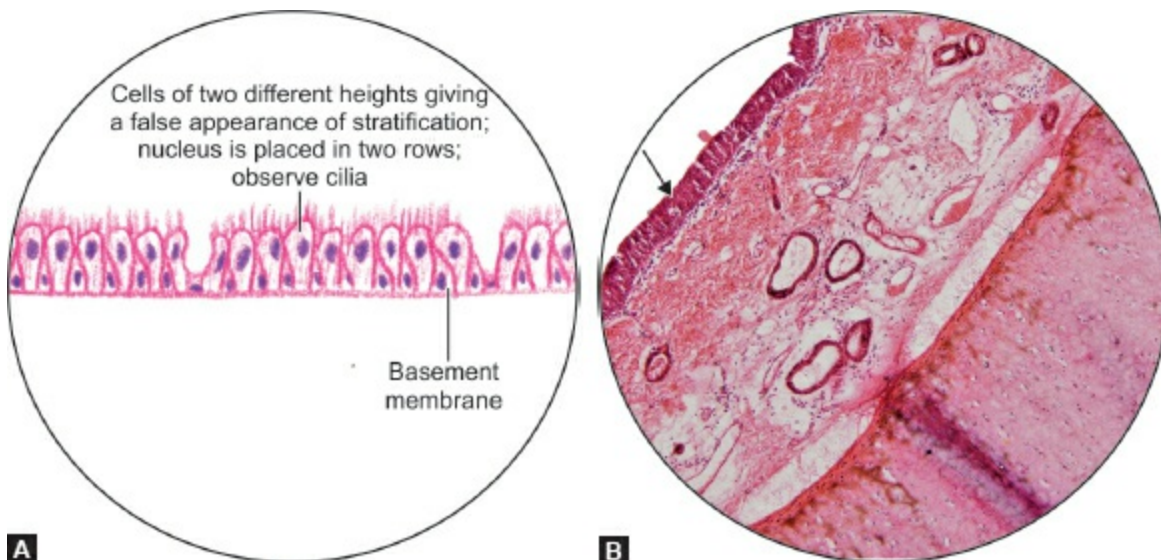 Cells of two different heights giving
a false appearance of stratification;
nucleus is placed in two rows;
observe cilia
Basement
membrane
A
B